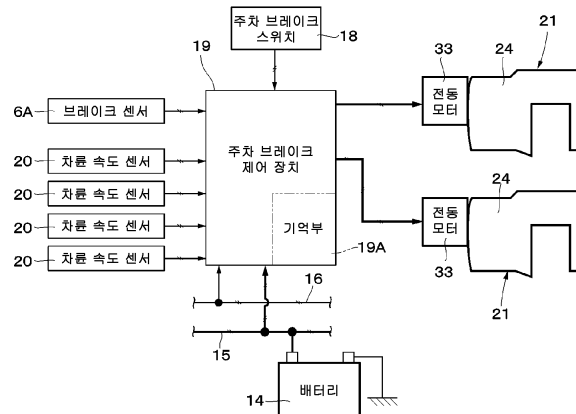 주차 브레이크
스위치
18
19
6A
브레이크 센서
20
차륜 속도 센서
20
차륜 속도 센서
20
차륜 속도 센서
20
차륜 속도 센서
주차 브레이크
제어 장치
기억부
19A
33
전동
모터
24
21
전동
모터
33
24
21
16
15
14
배터리